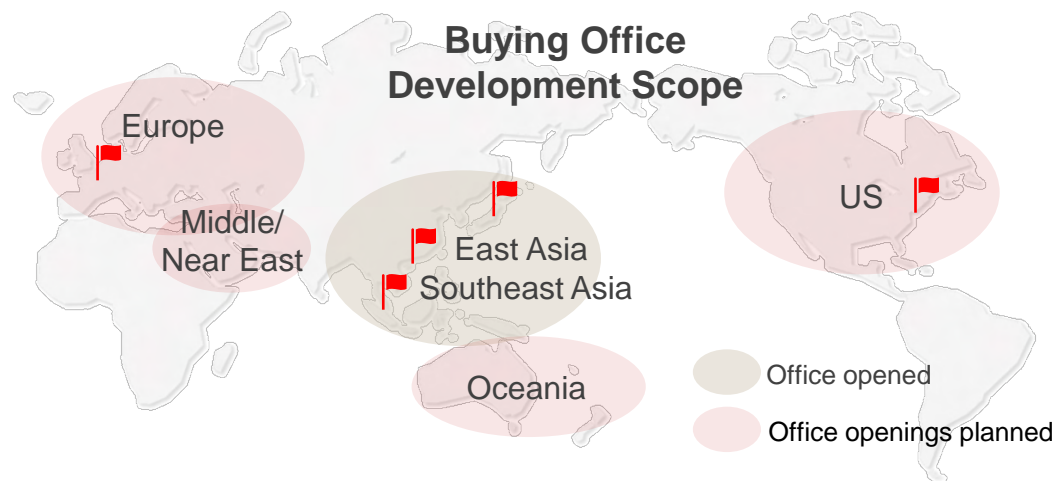 Buying Office
Development Scope
Europe
Middle/
Near East
US
East Asia
Southeast Asia
Oceania
Office opened
Office openings planned